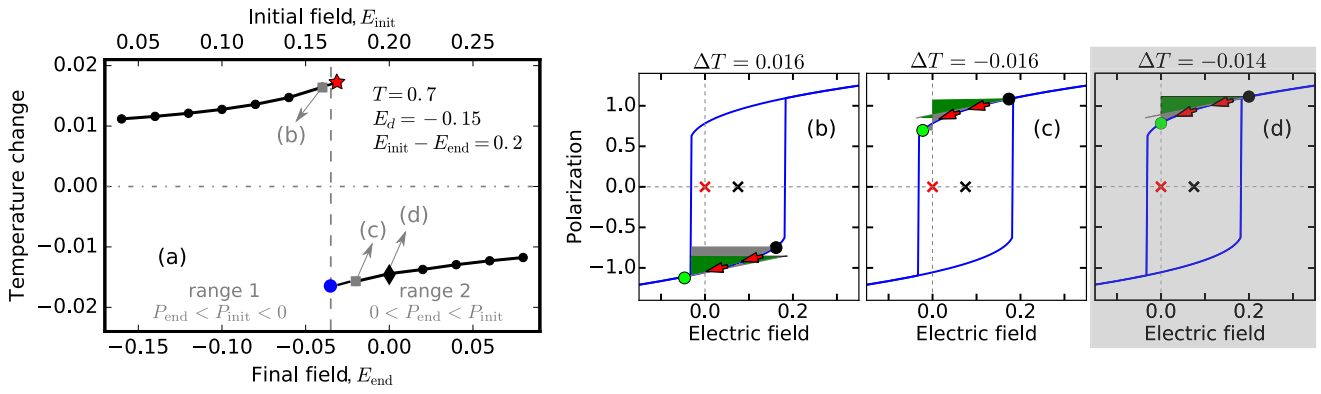 Initial field, E_init
0.05 0.10 0.15 0.20 0.25
Temperature change
0.02
0.01
0.00
−0.01
−0.02
T = 0.7
E_d = −0.15
E_init − E_end = 0.2
(b)
(c)
(d)
(a)
range 1
P_end < P_init < 0
range 2
0 < P_end < P_init
−0.15 −0.10 −0.05 0.00 0.05
Final field, E_end
ΔT = 0.016
Polarization
1.0
0.5
0.0
−0.5
−1.0
(b)
0.0 0.2
Electric field
ΔT = −0.016
(c)
0.0 0.2
Electric field
ΔT = −0.014
(d)
0.0 0.2
Electric field